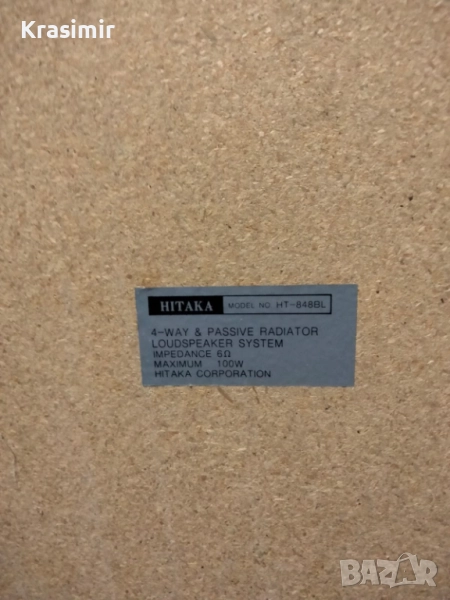 Krasimir
HITAKA MODEL NO. HT-848BL
4-WAY & PASSIVE RADIATOR
LOUDSPEAKER SYSTEM
IMPEDANCE 6Ω
MAXIMUM 100W
HITAKA CORPORATION
BAZAR